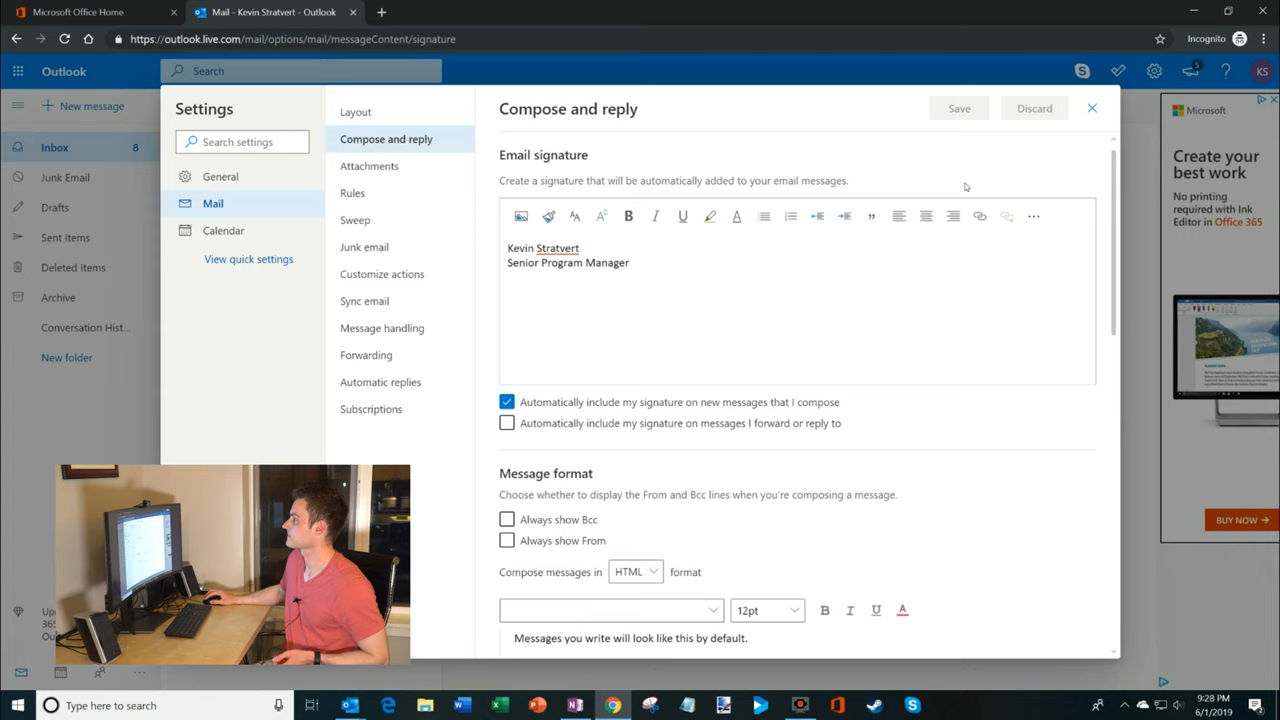 Microsoft Office Home
Mail - Kevin Stratvert - Outlook
https://outlook.live.com/mail/options/mail/messageContent/signature
Incognito
Outlook
Search
5
KS
New message
Inbox 8
Junk Email
Drafts
Sent Items
Deleted Items
Archive
Conversation Hist...
New folder
Settings
Search settings
General
Mail
Calendar
View quick settings
Layout
Compose and reply
Attachments
Rules
Sweep
Junk email
Customize actions
Sync email
Message handling
Forwarding
Automatic replies
Subscriptions
Compose and reply
Save
Discard
Email signature
Create a signature that will be automatically added to your email messages.
Kevin Stratvert
Senior Program Manager
Automatically include my signature on new messages that I compose
Automatically include my signature on messages I forward or reply to
Message format
Choose whether to display the From and Bcc lines when you're composing a message.
Always show Bcc
Always show From
Compose messages in HTML format
12pt
Messages you write will look like this by default.
Microsoft
Create your
best work
No printing
required with Ink
Editor in Office 365
BUY NOW
Up
365
Ou
Type here to search
9:28 PM
6/1/2019